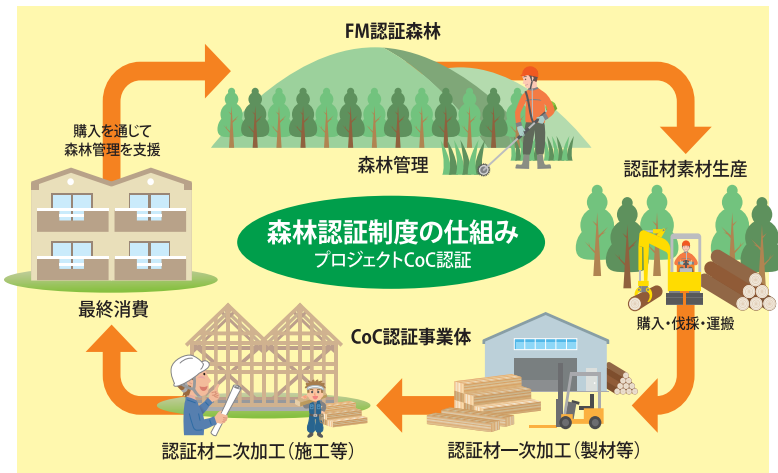 FM認証森林
購入を通じて
森林管理を支援
森林管理
認証材素材生産
森林認証制度の仕組み
プロジェクトCoC認証
最終消費
購入・伐採・運搬
CoC認証事業体
認証材二次加工（施工等）
認証材一次加工（製材等）